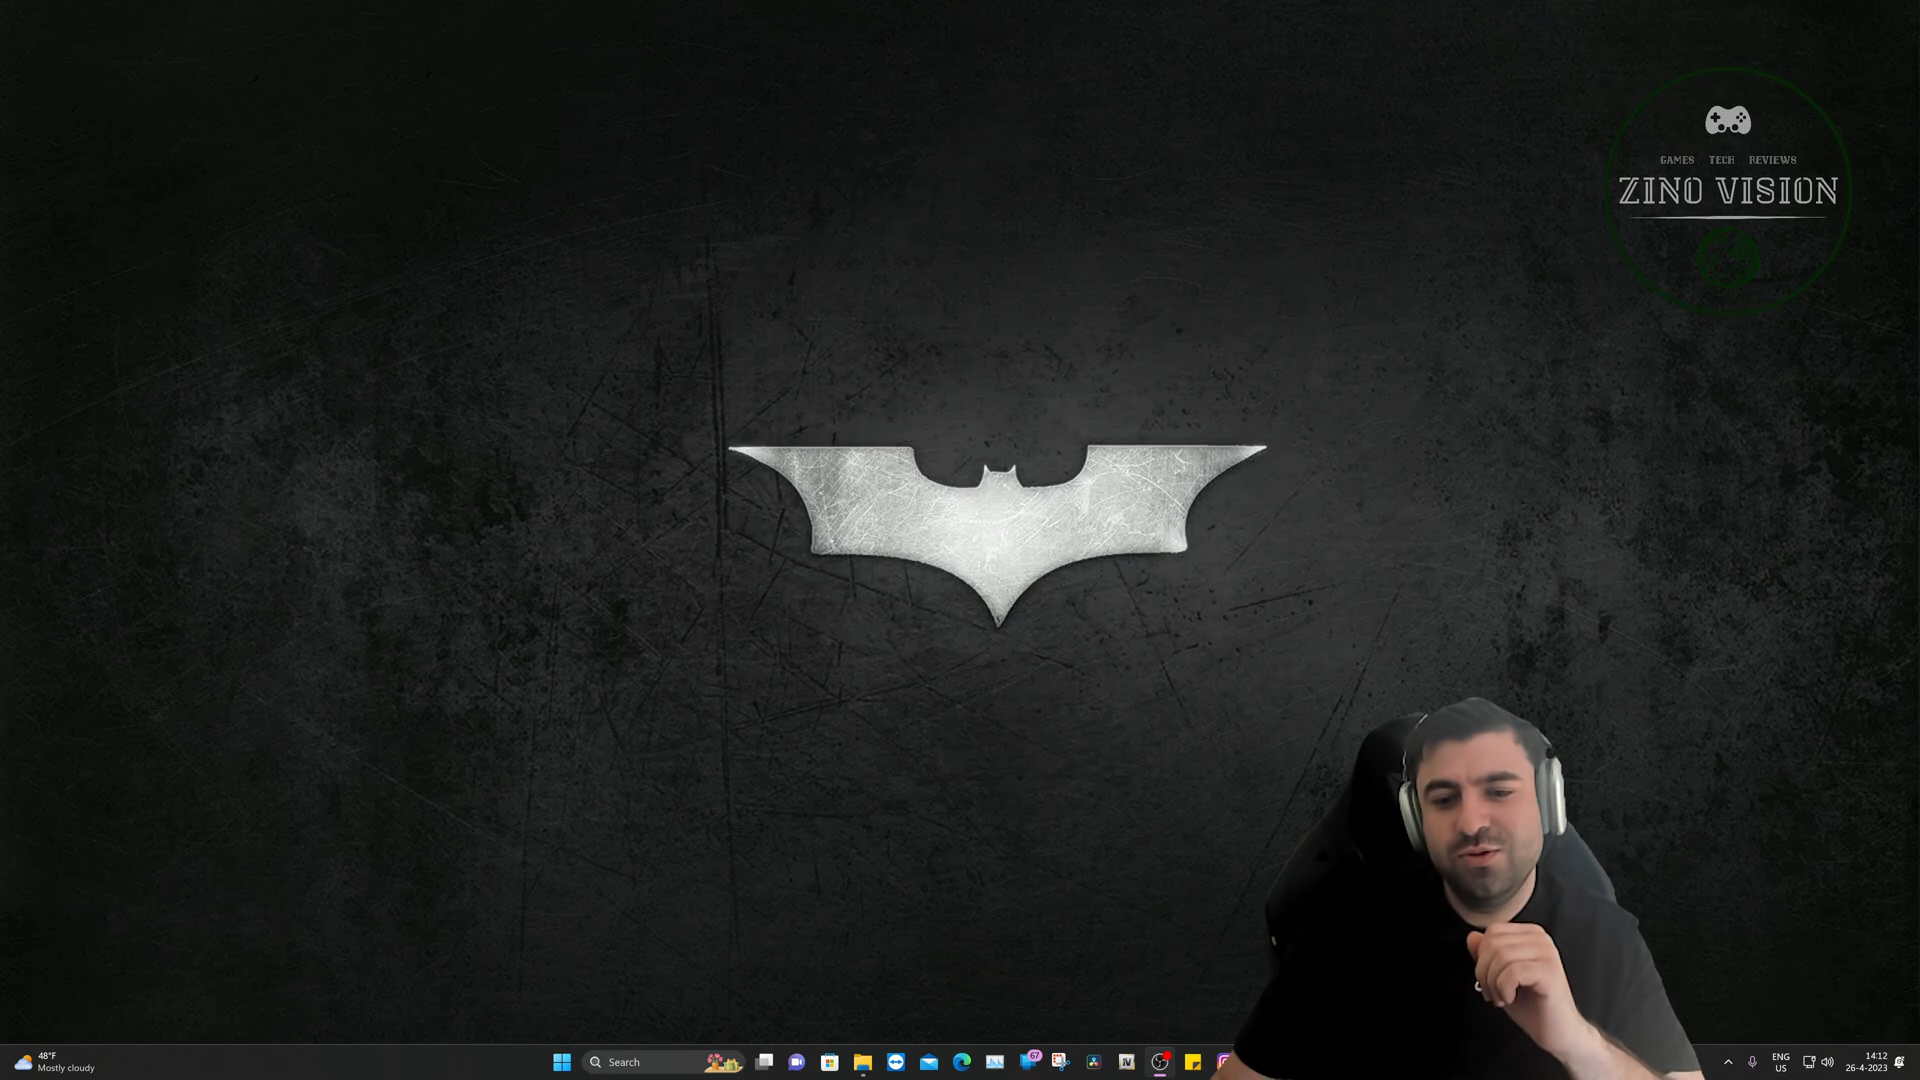 GAMES TECH REVIEWS
ZINO VISION
48°F
Mostly cloudy
Search
67
ENG
US
14:12
26-4-2023